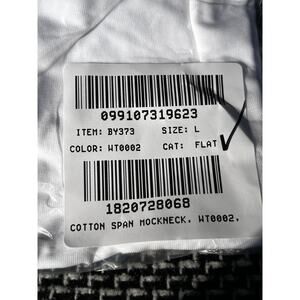 099107319623
ITEM: BY373 SIZE: L
COLOR: WT0002 CAT: FLAT
1820728068
COTTON SPAN MOCKNECK. WT0002.